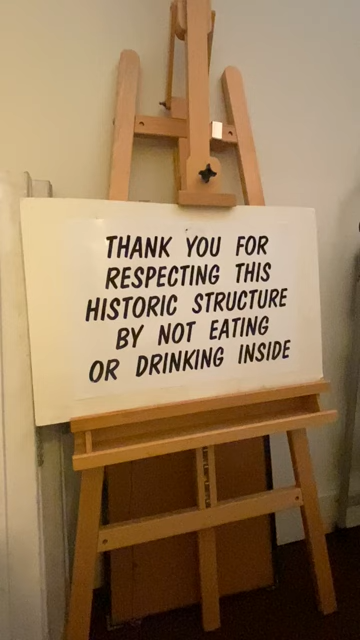 THANK YOU FOR
RESPECTING THIS
HISTORIC STRUCTURE
BY NOT EATING
OR DRINKING INSIDE